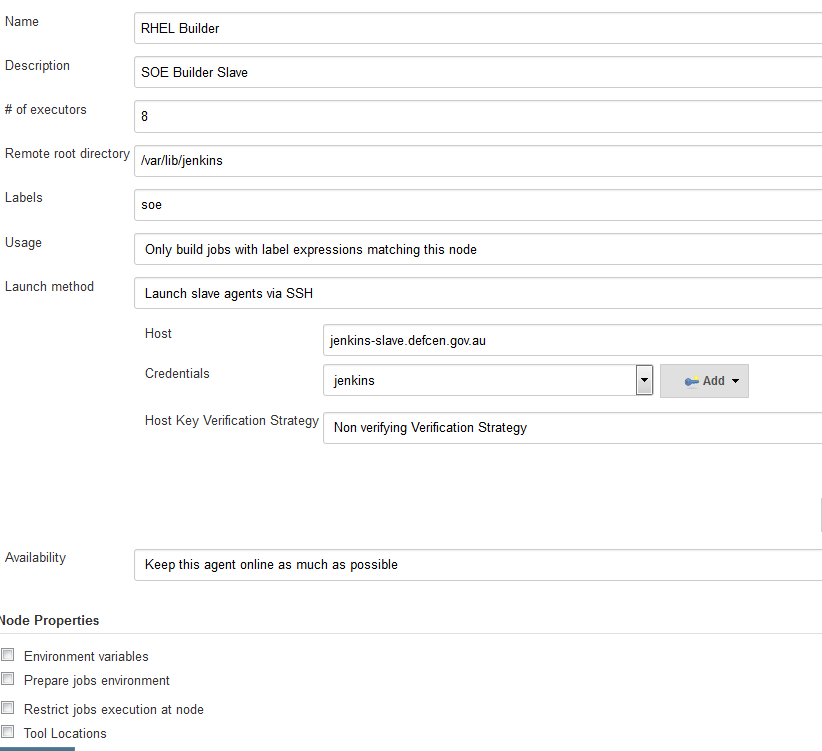 Name
RHEL Builder
Description
SOE Builder Slave
# of executors
8
Remote root directory
/var/lib/jenkins
Labels
soe
Usage
Only build jobs with label expressions matching this node
Launch method
Launch slave agents via SSH
Host
jenkins-slave.defcen.gov.au
Credentials
jenkins
Add
Host Key Verification Strategy
Non verifying Verification Strategy
Availability
Keep this agent online as much as possible
Node Properties
Environment variables
Prepare jobs environment
Restrict jobs execution at node
Tool Locations